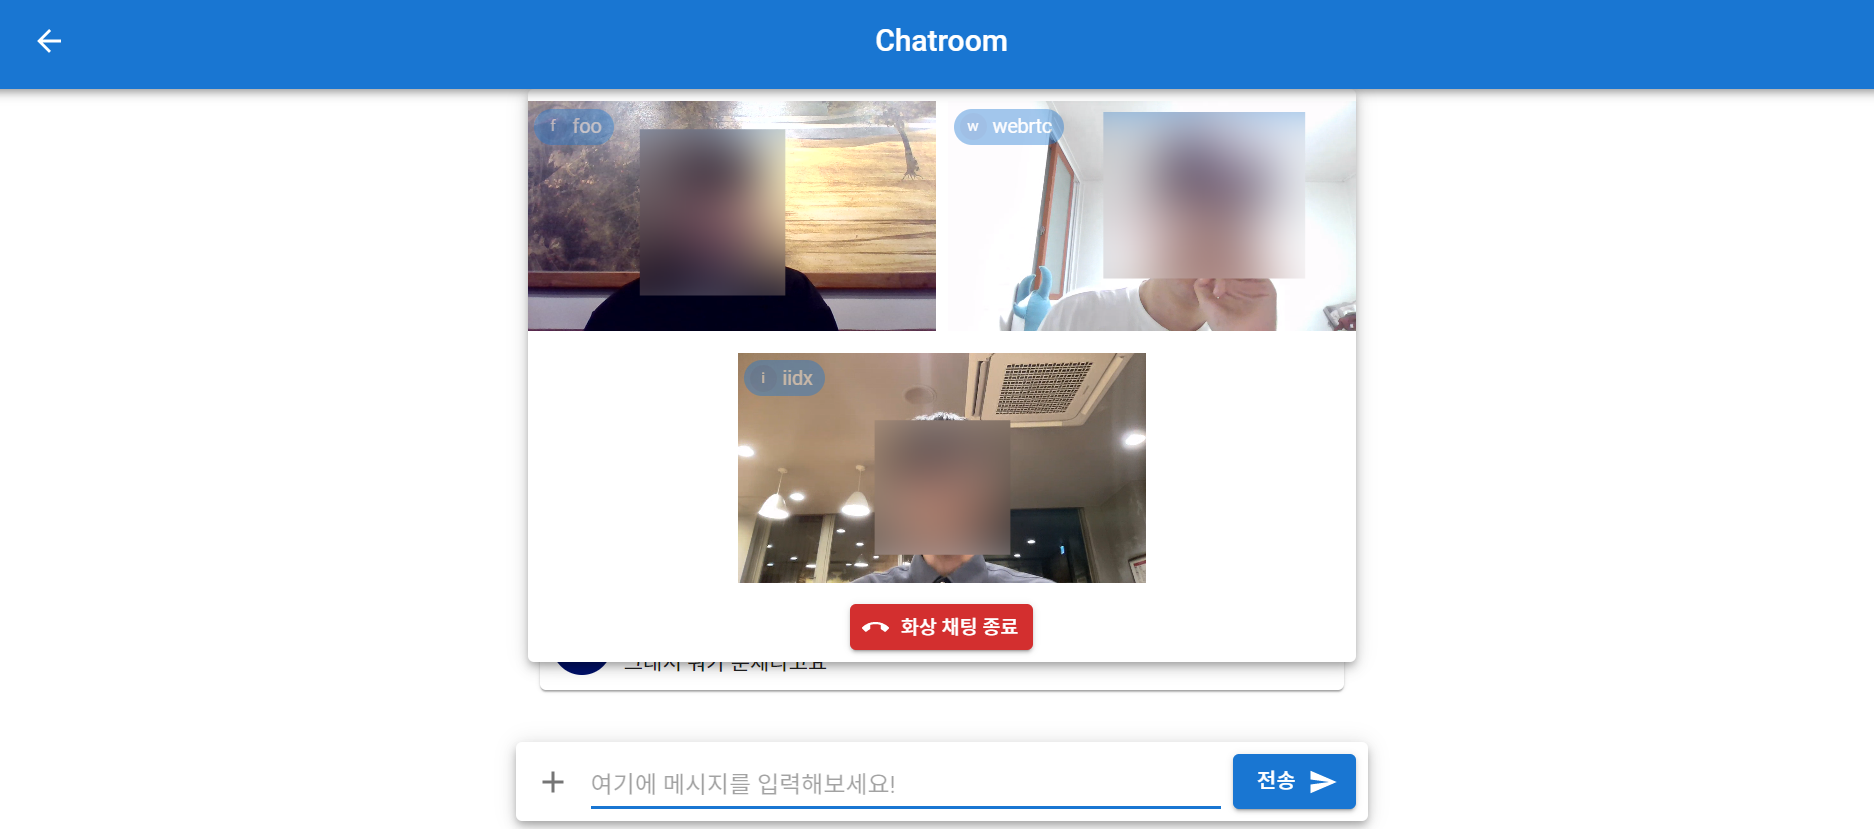 Chatroom
f foo
w webrtc
i iidx
화상 채팅 종료
여기에 메시지를 입력해보세요!
전송